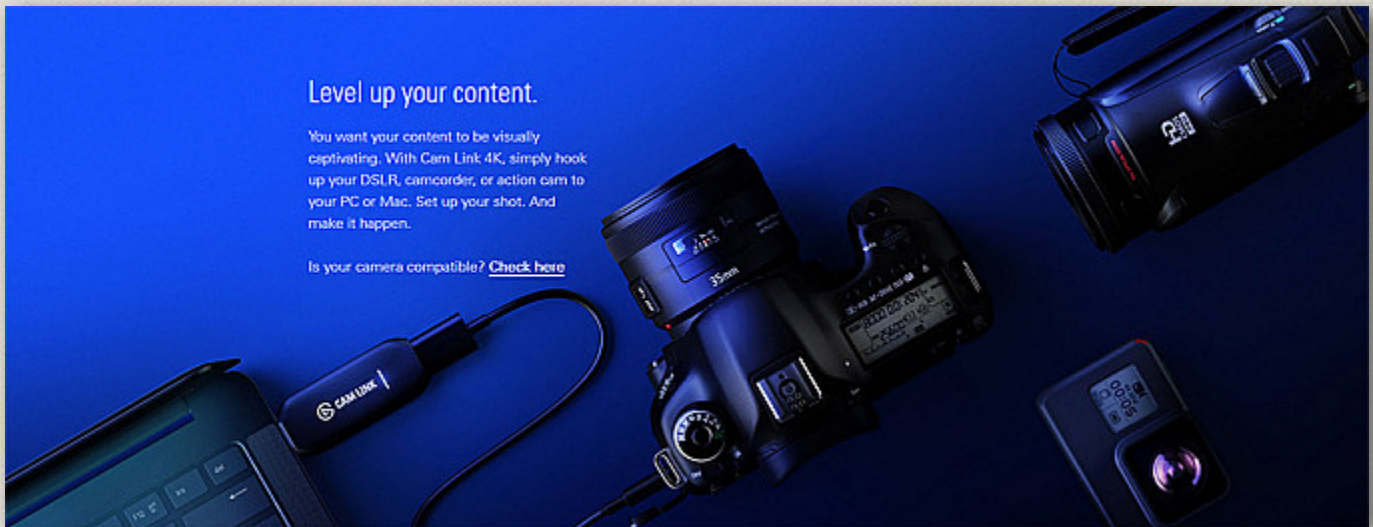 Level up your content.
You want your content to be visually
captivating. With Cam Link 4K, simply hook
up your DSLR, camcorder, or action cam to
your PC or Mac. Set up your shot. And
make it happen.
Is your camera compatible? Check here
CAM LINK
35mm
00:05